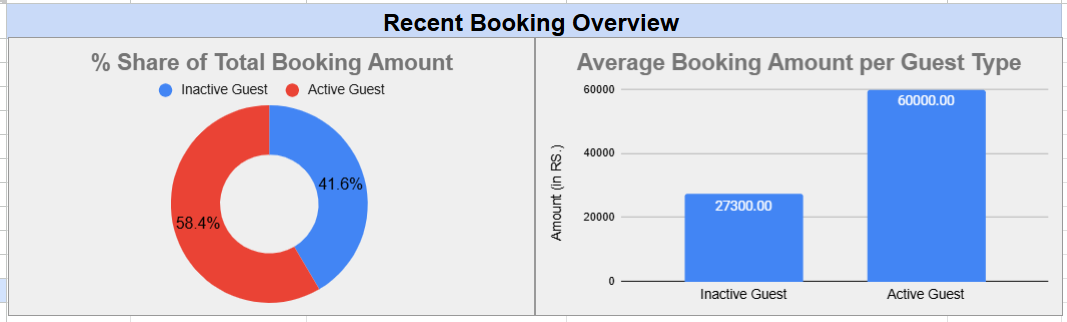 Recent Booking Overview
% Share of Total Booking Amount
Inactive Guest Active Guest
41.6%
58.4%
Average Booking Amount per Guest Type
Amount (in RS.)
60000
40000
20000
0
27300.00
60000.00
Inactive Guest Active Guest